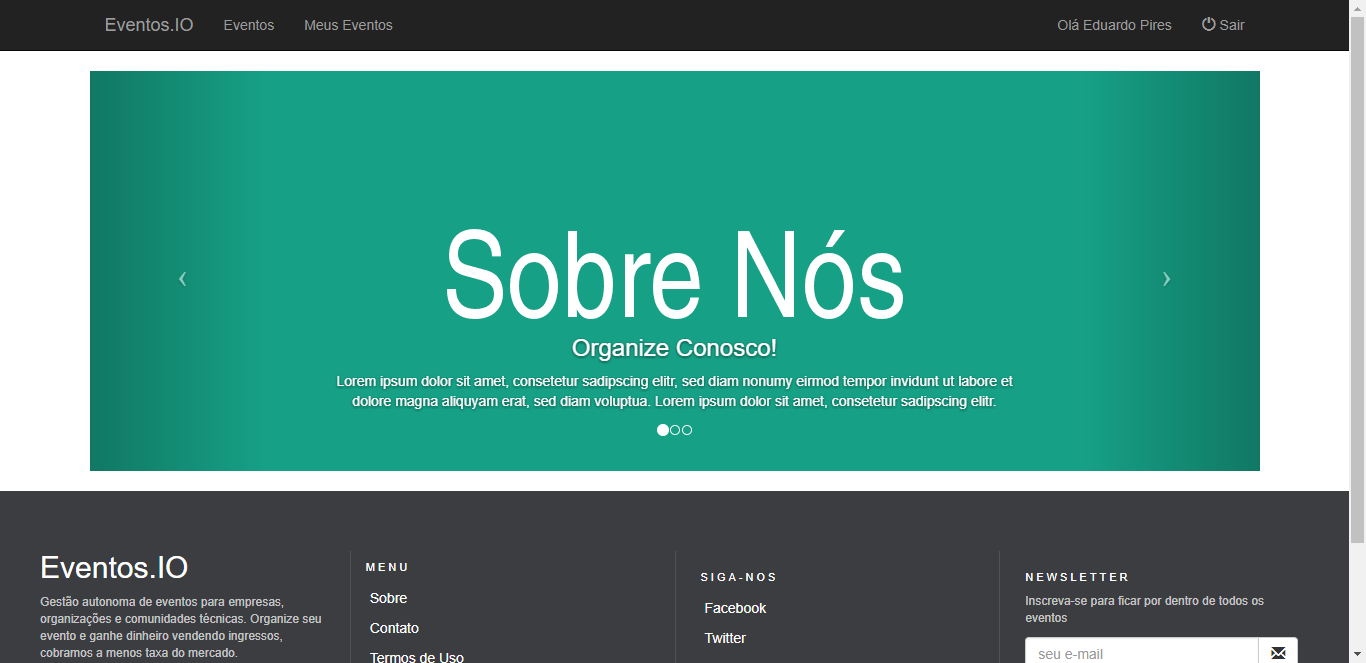 Eventos.IO
Eventos
Meus Eventos
Olá Eduardo Pires
Sair
Sobre Nós
Organize Conosco!
Lorem ipsum dolor sit amet, consetetur sadipscing elitr, sed diam nonumy eirmod tempor invidunt ut labore et
dolore magna aliquyam erat, sed diam voluptua. Lorem ipsum dolor sit amet, consetetur sadipscing elitr.
Eventos.IO
Gestão autonoma de eventos para empresas,
organizações e comunidades técnicas. Organize seu
evento e ganhe dinheiro vendendo ingressos,
cobramos a menos taxa do mercado.
MENU
Sobre
Contato
Termos de Uso
SIGA-NOS
Facebook
Twitter
NEWSLETTER
Inscreva-se para ficar por dentro de todos os
eventos
seu e-mail